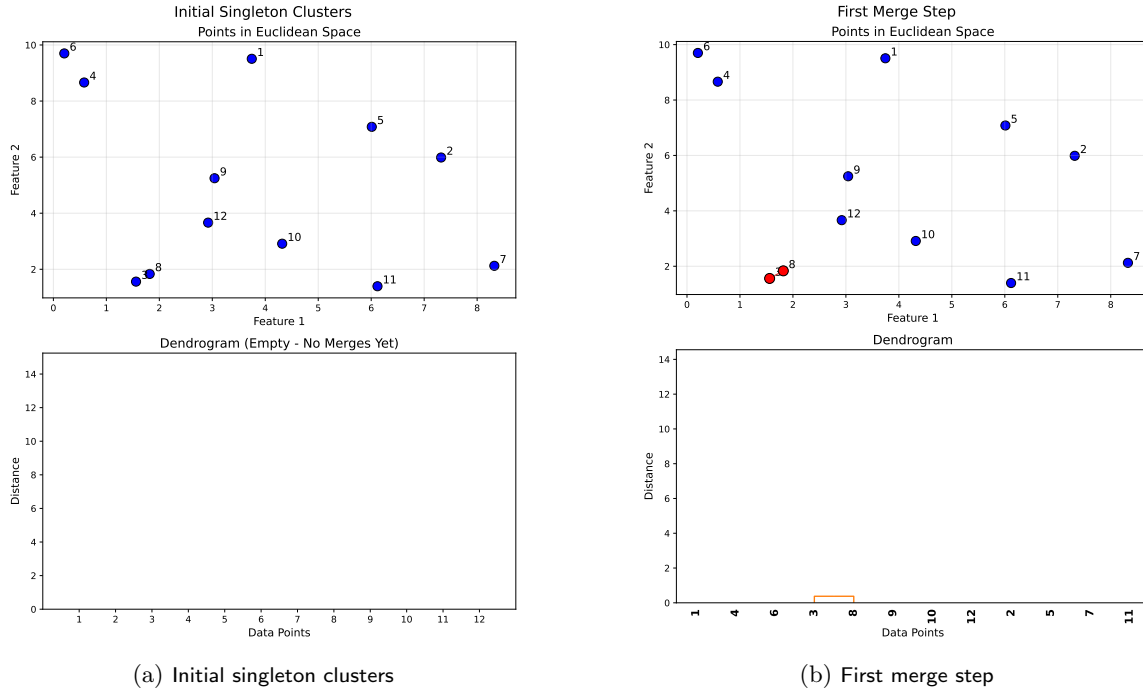 Initial Singleton Clusters
Points in Euclidean Space
10
8
6
4
2
Feature 2
6
4
1
5
2
9
12
10
3
8
7
11
0 1 2 3 4 5 6 7 8
Feature 1
Dendrogram (Empty - No Merges Yet)
14
12
10
8
6
4
2
0
Distance
1 2 3 4 5 6 7 8 9 10 11 12
Data Points
(a) Initial singleton clusters
First Merge Step
Points in Euclidean Space
10
8
6
4
2
Feature 2
6
4
1
5
2
9
12
10
3
8
7
11
0 1 2 3 4 5 6 7 8
Feature 1
Dendrogram
14
12
10
8
6
4
2
0
Distance
1 4 6 3 8 9 10 12 2 5 7 11
Data Points
(b) First merge step